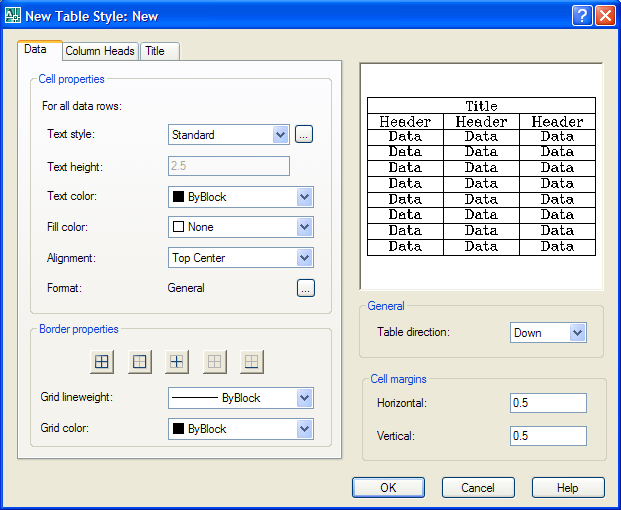 New Table Style: New
Data Column Heads Title
Cell properties
For all data rows:
Text style: Standard ...
Text height: 2.5
Text color: ByBlock
Fill color: None
Alignment: Top Center
Format: General ...
Border properties
Grid lineweight: ByBlock
Grid color: ByBlock
Title
Header Header Header
Data Data Data
Data Data Data
Data Data Data
Data Data Data
Data Data Data
Data Data Data
Data Data Data
Data Data Data
General
Table direction: Down
Cell margins
Horizontal: 0.5
Vertical: 0.5
OK Cancel Help